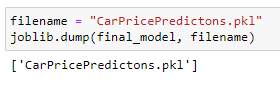 filename = "CarPricePredictons.pkl"
joblib.dump(final_model, filename)
['CarPricePredictons.pkl']